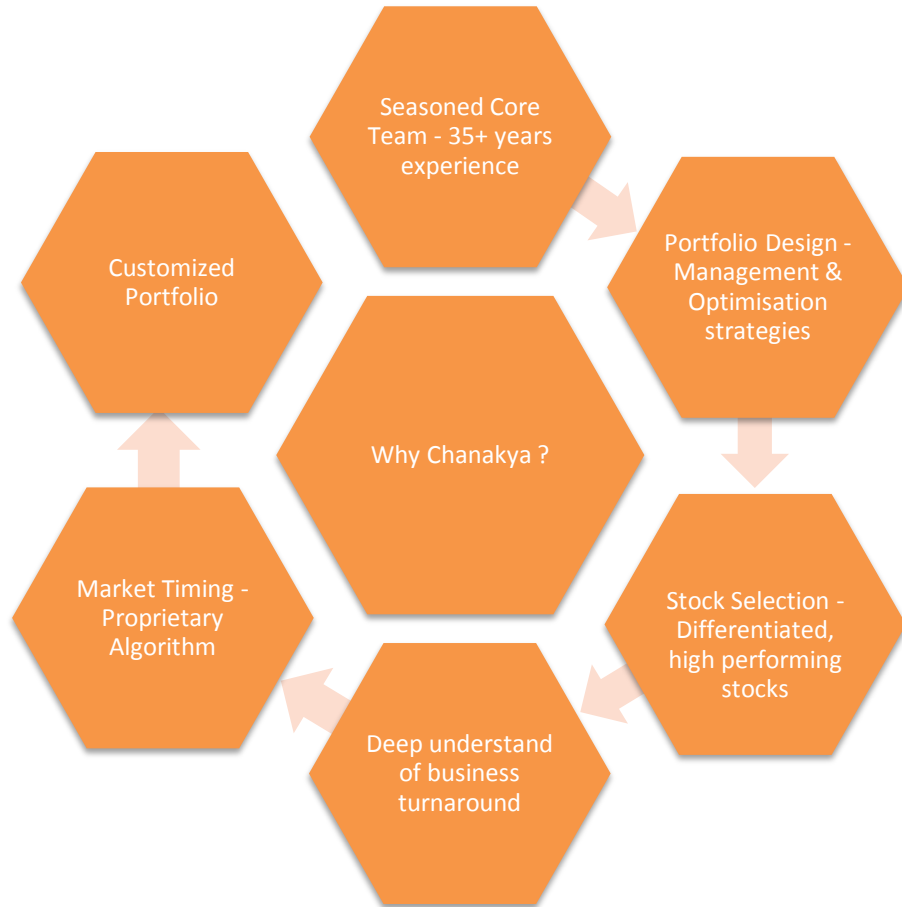 Seasoned Core
Team - 35+ years
experience
Portfolio Design -
Management &
Optimisation
strategies
Stock Selection -
Differentiated,
high performing
stocks
Deep understand
of business
turnaround
Market Timing -
Proprietary
Algorithm
Customized
Portfolio
Why Chanakya ?